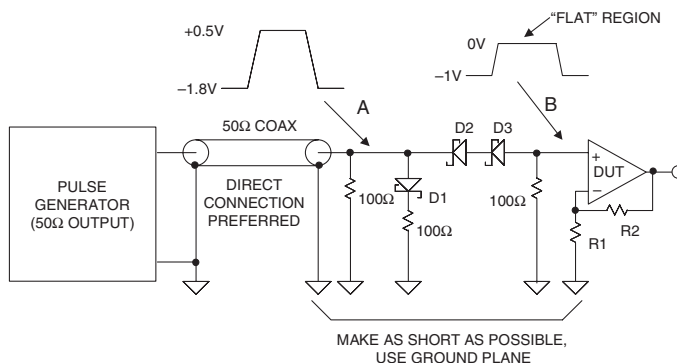 “FLAT” REGION
+0.5V
0V
–1.8V
–1V
A
B
50Ω COAX
D2
D3
+
DUT
–
PULSE
GENERATOR
(50Ω OUTPUT)
DIRECT
CONNECTION
PREFERRED
100Ω
D1
100Ω
100Ω
R2
R1
MAKE AS SHORT AS POSSIBLE,
USE GROUND PLANE